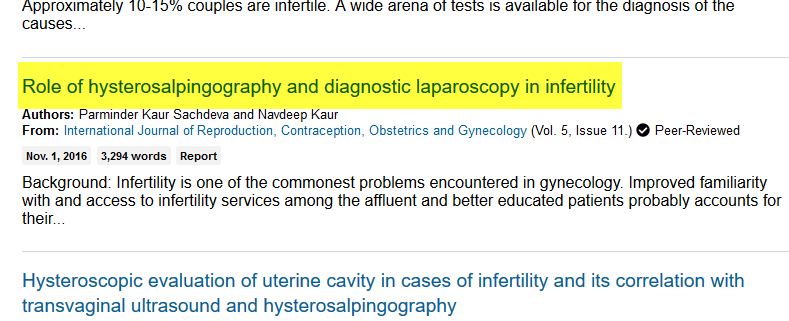 Approximately 10-15% couples are infertile. A wide arena of tests is available for the diagnosis of the
causes...
Role of hysterosalpingography and diagnostic laparoscopy in infertility
Authors: Parminder Kaur Sachdeva and Navdeep Kaur
From: International Journal of Reproduction, Contraception, Obstetrics and Gynecology (Vol. 5, Issue 11.) Peer-Reviewed
Nov. 1, 2016 3,294 words Report
Background: Infertility is one of the commonest problems encountered in gynecology. Improved familiarity
with and access to infertility services among the affluent and better educated patients probably accounts for
their...
Hysteroscopic evaluation of uterine cavity in cases of infertility and its correlation with
transvaginal ultrasound and hysterosalpingography